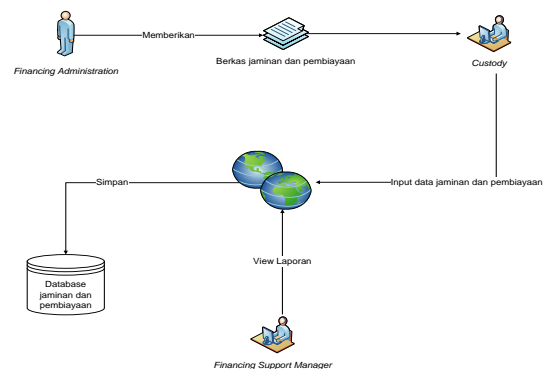 Memberikan
Financing Administration
Berkas jaminan dan pembiayaan
Custody
Simpan
Input data jaminan dan pembiayaan
View Laporan
Database
jaminan dan
pembiayaan
Financing Support Manager